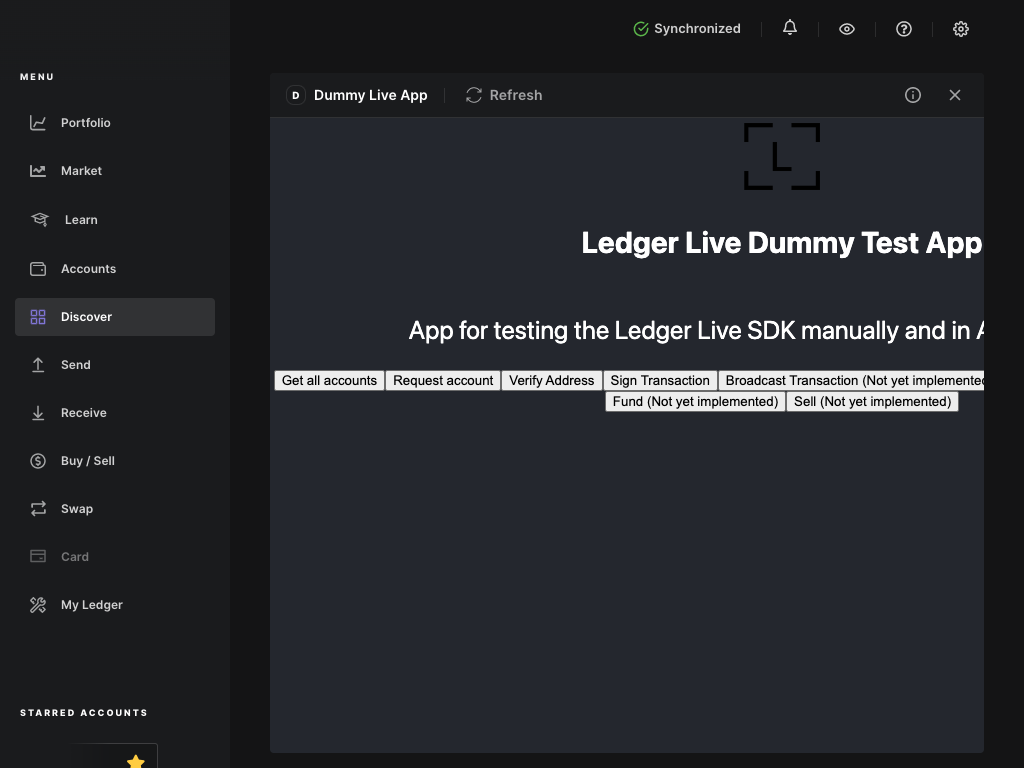 Synchronized
MENU
Portfolio
Market
Learn
Accounts
Discover
Send
Receive
Buy / Sell
Swap
Card
My Ledger
STARRED ACCOUNTS
D Dummy Live App
Refresh
L
Ledger Live Dummy Test App
App for testing the Ledger Live SDK manually and in
Get all accounts Request account Verify Address Sign Transaction Broadcast Transaction (Not yet implemented
Fund (Not yet implemented) Sell (Not yet implemented)